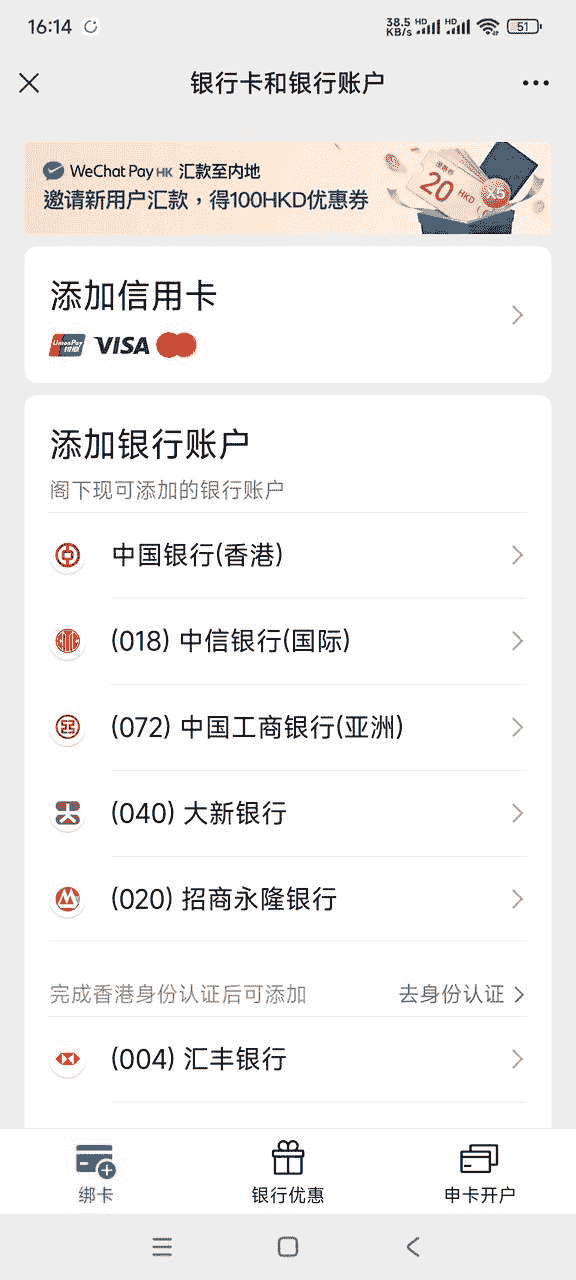 16:14
38.5 KB/s HD HD 51
银行卡和银行账户
WeChat Pay HK 汇款至内地
邀请新用户汇款，得100HKD优惠券
20 HKD x5
添加信用卡
UnionPay 银联 VISA
添加银行账户
阁下现可添加的银行账户
中国银行(香港)
(018) 中信银行(国际)
(072) 中国工商银行(亚洲)
(040) 大新银行
(020) 招商永隆银行
完成香港身份认证后可添加 去身份认证
(004) 汇丰银行
绑卡 银行优惠 申卡开户